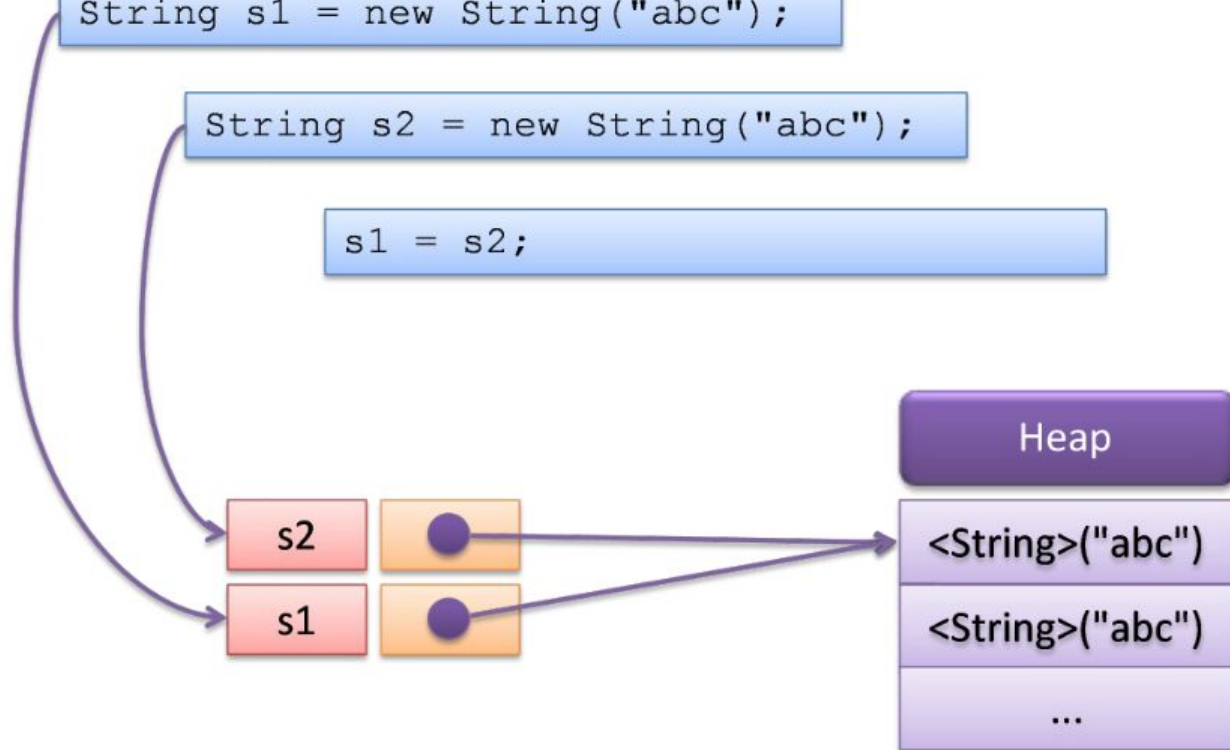 String s1 = new String("abc");
String s2 = new String("abc");
s1 = s2;
Heap
s2
<String>("abc")
s1
<String>("abc")
...